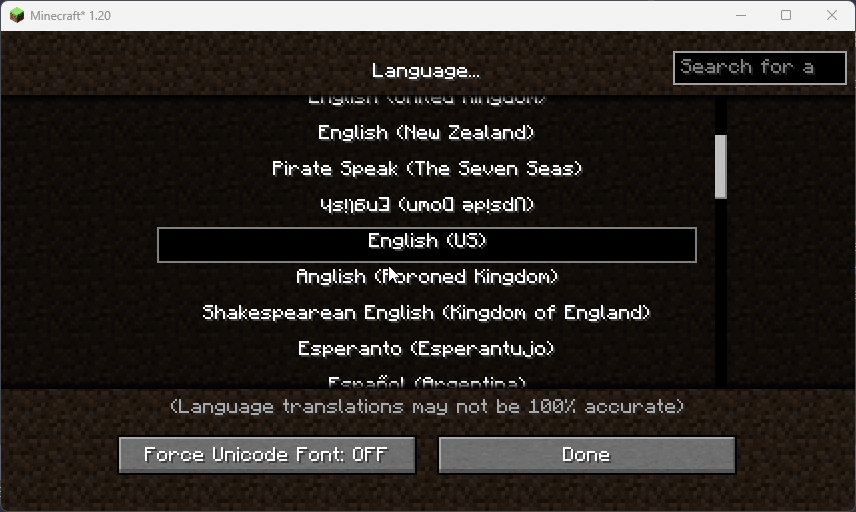 Minecraft* 1.20
Language...
Search for a
English (United Kingdom)
English (New Zealand)
Pirate Speak (The Seven Seas)
ɥsᴉꞁᵷuƎ (uʍoᗡ ǝpᴉsd∩)
English (US)
Anglish (Foroned Kingdom)
Shakespearean English (Kingdom of England)
Esperanto (Esperantujo)
Español (Argentina)
(Language translations may not be 100% accurate)
Force Unicode Font: OFF
Done